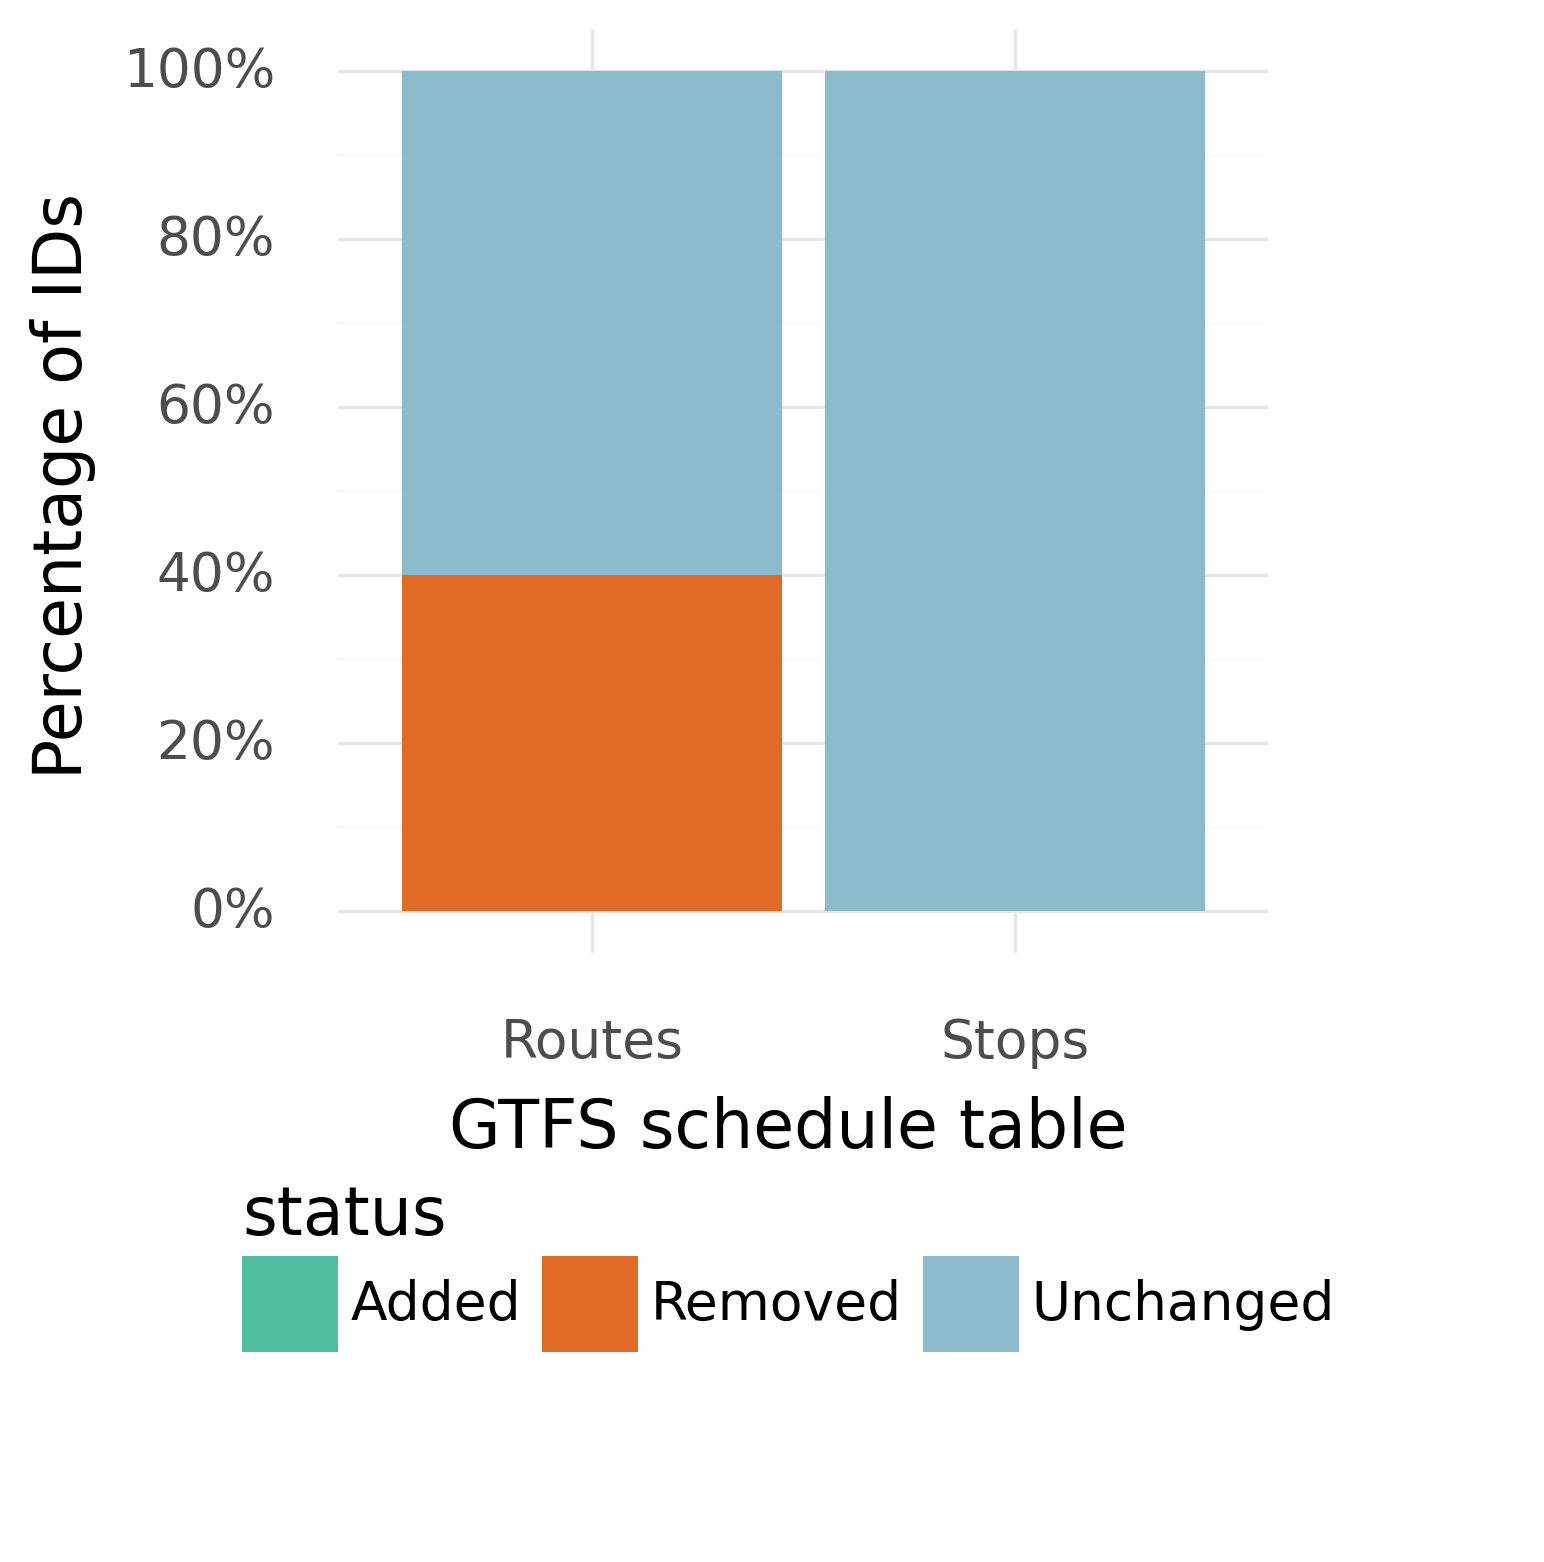 100%
80%
60%
40%
20%
0%
Percentage of IDs
Routes
Stops
GTFS schedule table
status
Added
Removed
Unchanged